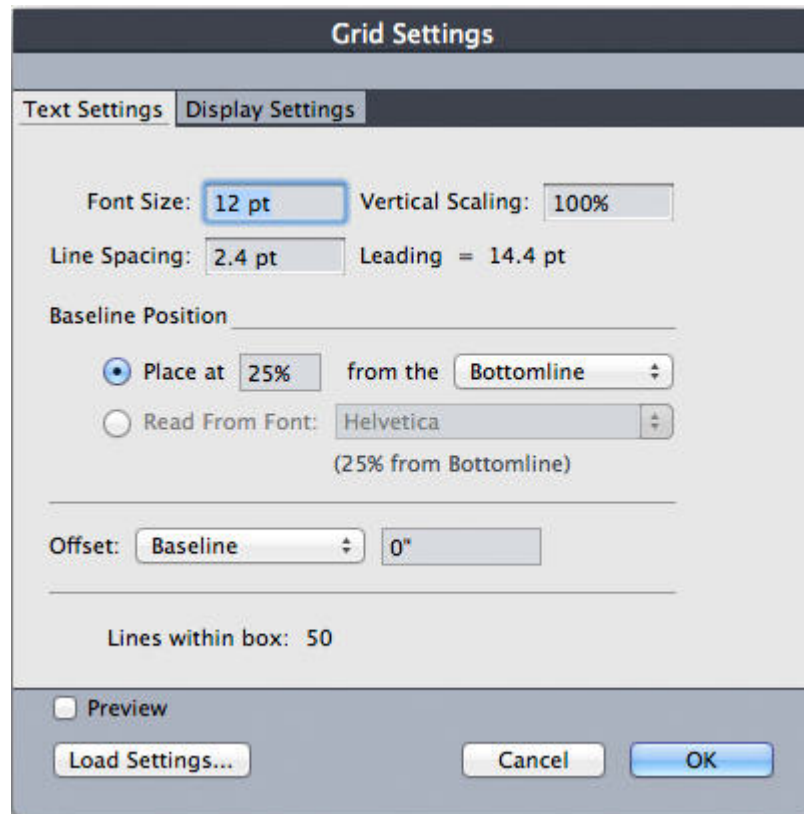 Grid Settings
Text Settings Display Settings
Font Size: 12 pt Vertical Scaling: 100%
Line Spacing: 2.4 pt Leading = 14.4 pt
Baseline Position
Place at 25% from the Bottomline
Read From Font: Helvetica
(25% from Bottomline)
Offset: Baseline 0"
Lines within box: 50
Preview
Load Settings... Cancel OK